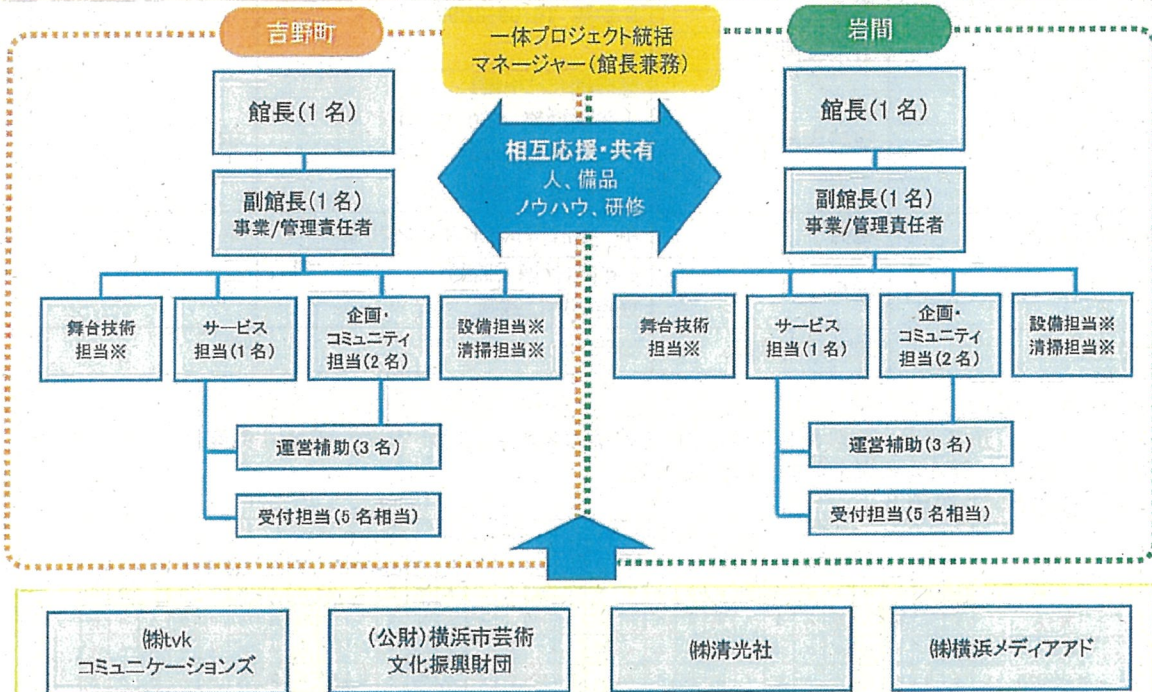 吉野町
一体プロジェクト統括
マネージャー(館長兼務)
岩間
館長(1名)
相互応援・共有
人、備品
ノウハウ、研修
館長(1名)
副館長(1名)
事業/管理責任者
副館長(1名)
事業/管理責任者
舞台技術
担当※
サービス
担当(1名)
企画・
コミュニティ
担当(2名)
設備担当※
清掃担当※
舞台技術
担当※
サービス
担当(1名)
企画・
コミュニティ
担当(2名)
設備担当※
清掃担当※
運営補助(3名)
運営補助(3名)
受付担当(5名相当)
受付担当(5名相当)
㈱tvk
コミュニケーションズ
(公財)横浜市芸術
文化振興財団
㈱清光社
㈱横浜メディアアド